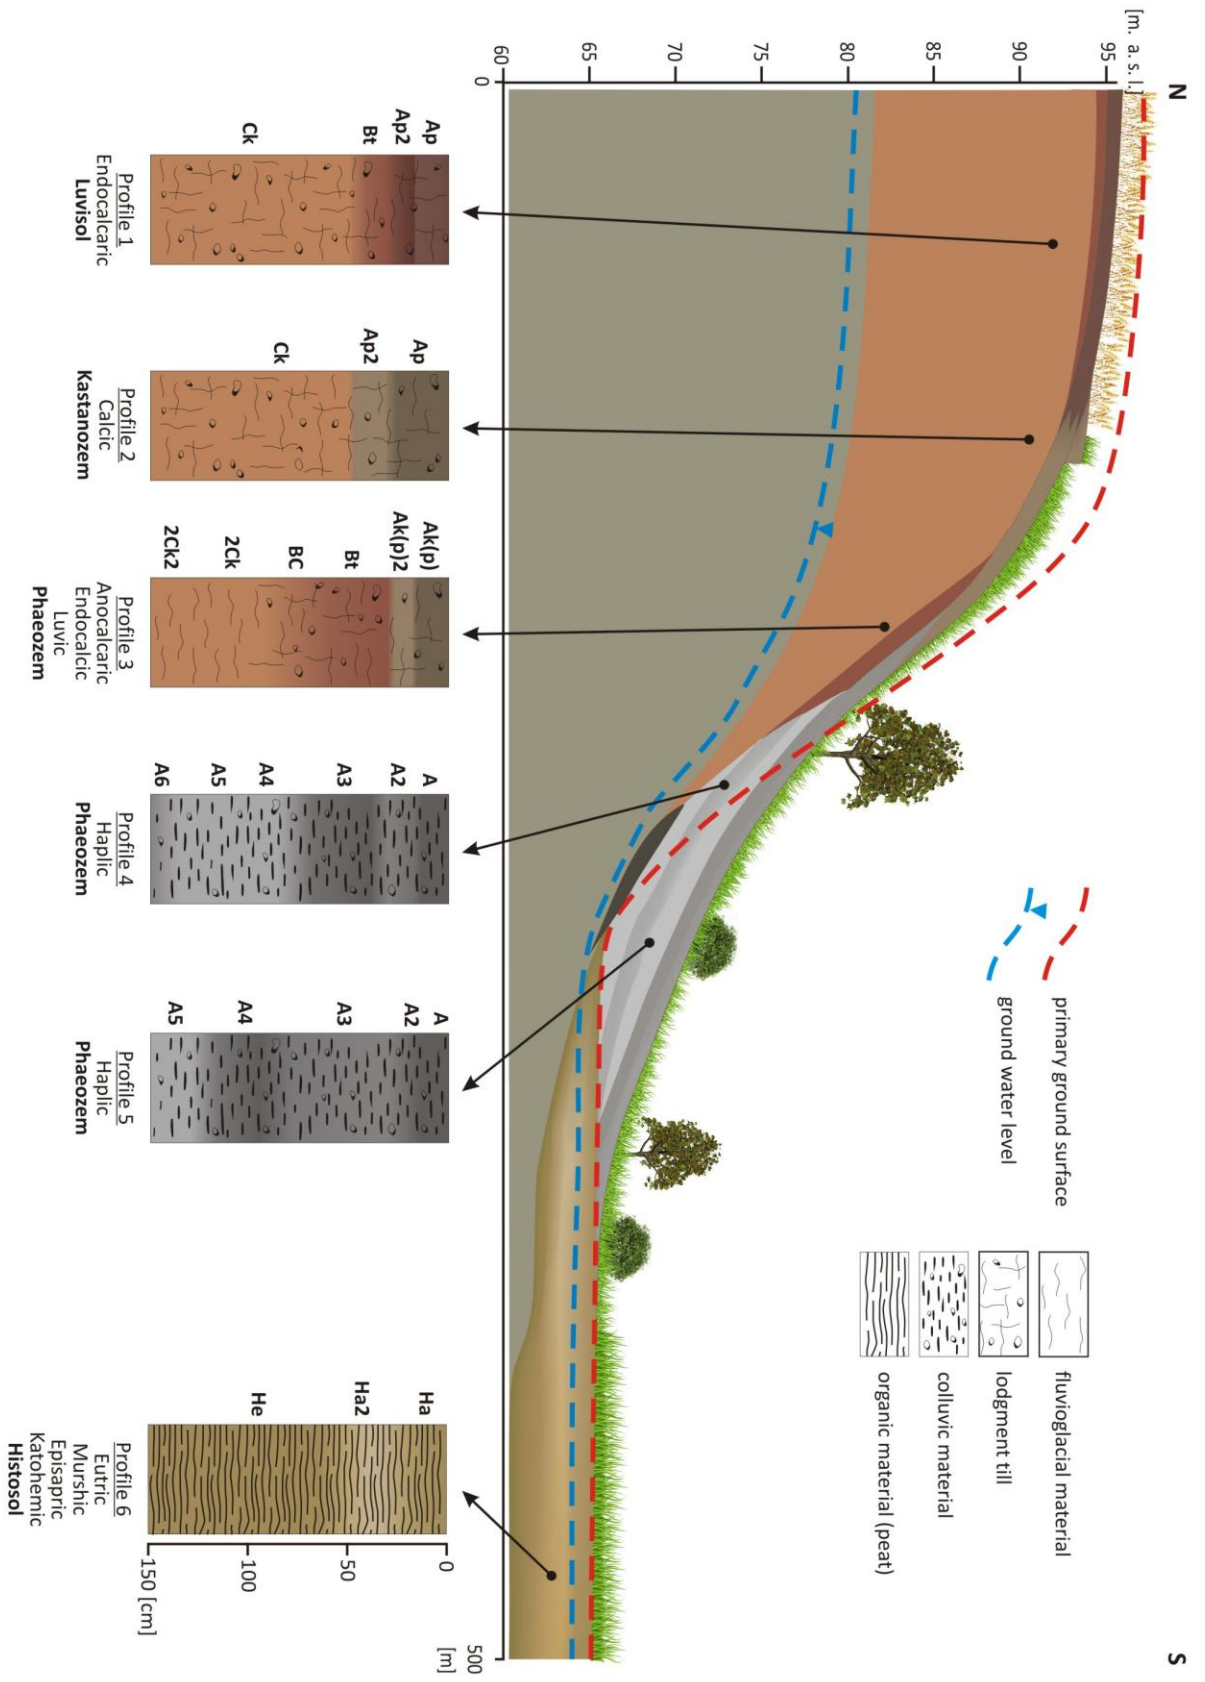 N
S
[m. a. s. l.]
95
90
85
80
75
70
65
60
0
500
[m]
primary ground surface
ground water level
fluvioglacial material
lodgment till
colluvic material
organic material (peat)
Ap
Ap2
Bt
Ck
Profile 1
Endocalcaric
Luvisol
Ap
Ap2
Ck
Profile 2
Calcic
Kastanozem
Ak(p)
Ak(p)2
Bt
BC
2Ck
2Ck2
Profile 3
Anocalcaric
Endocalcic
Luvic
Phaeozem
A
A2
A3
A4
A5
A6
Profile 4
Haplic
Phaeozem
A
A2
A3
A4
A5
Profile 5
Haplic
Phaeozem
Ha
Ha2
He
Profile 6
Eutric
Murshic
Episapric
Katohemic
Histosol
0
50
100
150 [cm]